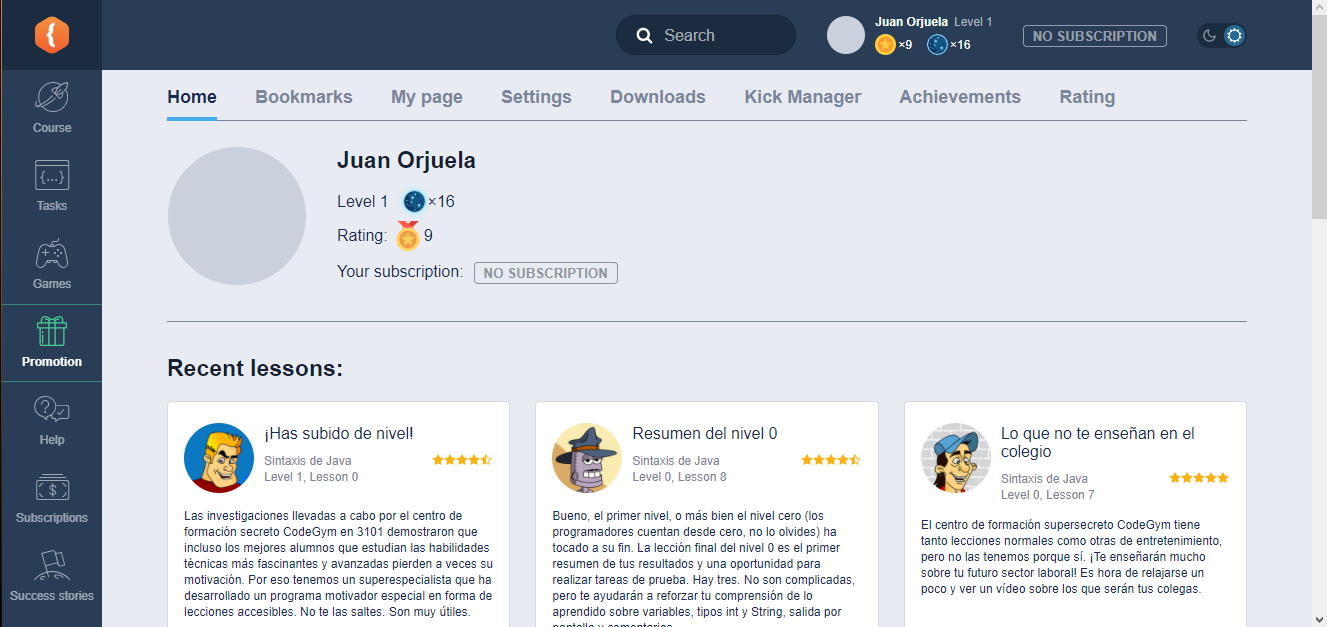 Search
Juan Orjuela Level 1
×9 ×16
NO SUBSCRIPTION
Course
{...}
Tasks
Games
Promotion
Help
Subscriptions
Success stories
Home Bookmarks My page Settings Downloads Kick Manager Achievements Rating
Juan Orjuela
Level 1 ×16
Rating: 9
Your subscription: NO SUBSCRIPTION
Recent lessons:
¡Has subido de nivel!
Sintaxis de Java
Level 1, Lesson 0
Las investigaciones llevadas a cabo por el centro de
formación secreto CodeGym en 3101 demostraron que
incluso los mejores alumnos que estudian las habilidades
técnicas más fascinantes y avanzadas pierden a veces su
motivación. Por eso tenemos un superespecialista que ha
desarrollado un programa motivador especial en forma de
lecciones accesibles. No te las saltes. Son muy útiles.
Resumen del nivel 0
Sintaxis de Java
Level 0, Lesson 8
Bueno, el primer nivel, o más bien el nivel cero (los
programadores cuentan desde cero, no lo olvides) ha
tocado a su fin. La lección final del nivel 0 es el primer
resumen de tus resultados y una oportunidad para
realizar tareas de prueba. Hay tres. No son complicadas,
pero te ayudarán a reforzar tu comprensión de lo
aprendido sobre variables, tipos int y String, salida por
pantalla y comentarios.
Lo que no te enseñan en el
colegio
Sintaxis de Java
Level 0, Lesson 7
El centro de formación supersecreto CodeGym tiene
tanto lecciones normales como otras de entretenimiento,
pero no las tenemos porque sí. ¡Te enseñarán mucho
sobre tu futuro sector laboral! Es hora de relajarse un
poco y ver un vídeo sobre los que serán tus colegas.